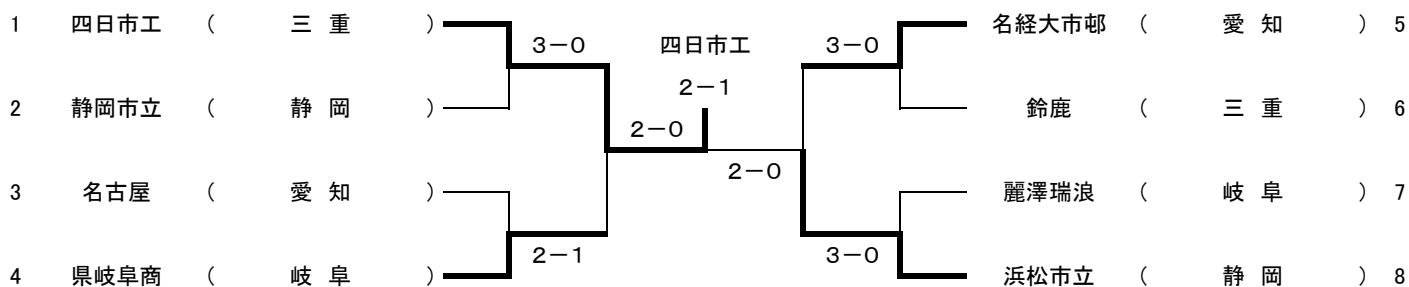 1 四日市工 ( 三 重 ) 名経大市邨 ( 愛 知 ) 5
3-0 四日市工 3-0
2-1
2 静岡市立 ( 静 岡 ) 鈴鹿 ( 三 重 ) 6
2-0
2-0
3 名古屋 ( 愛 知 ) 麗澤瑞浪 ( 岐 阜 ) 7
2-1 3-0
4 県岐阜商 ( 岐 阜 ) 浜松市立 ( 静 岡 ) 8